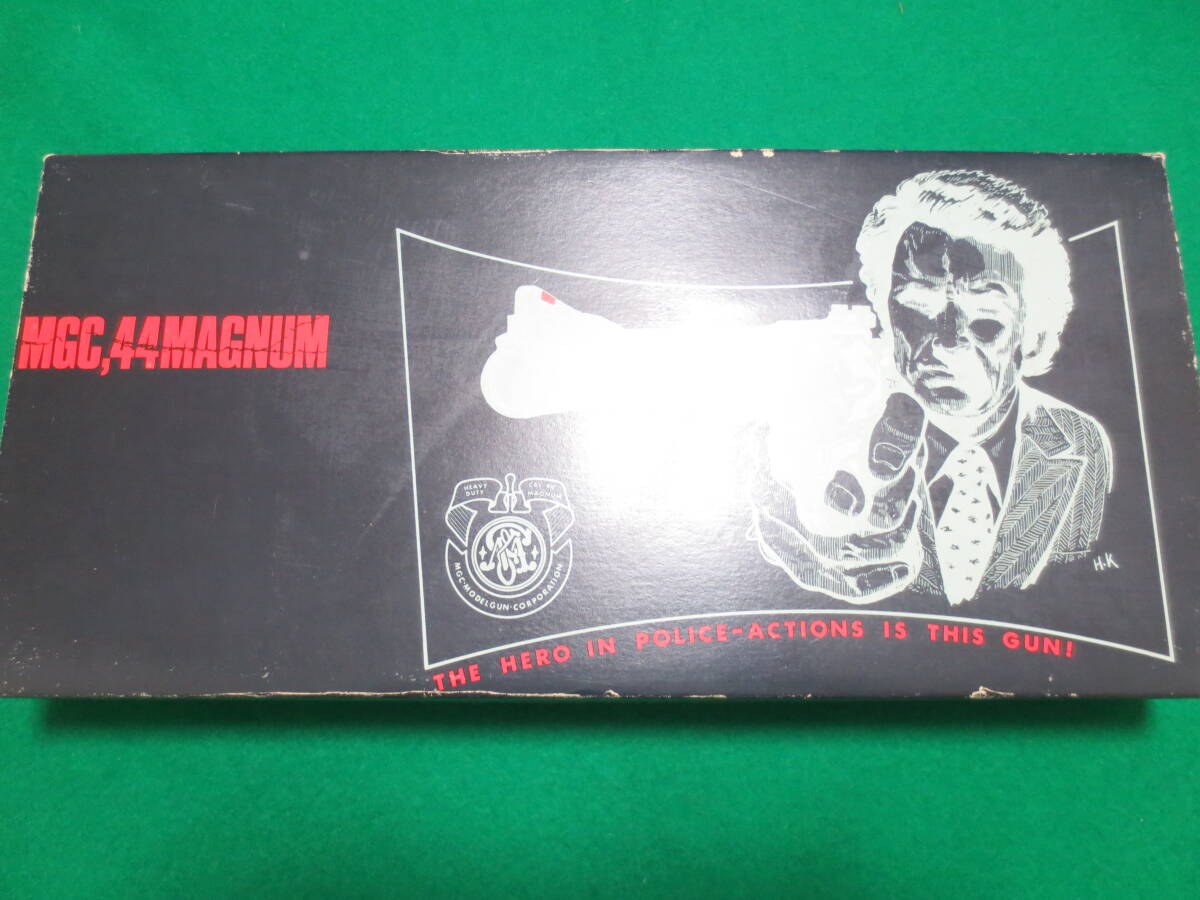 MGC,44MAGNUM
HEAVY DUTY
CAL 44 MAGNUM
MGC·MODELGUN·CORPORATION
H.K
THE HERO IN POLICE-ACTIONS IS THIS GUN!